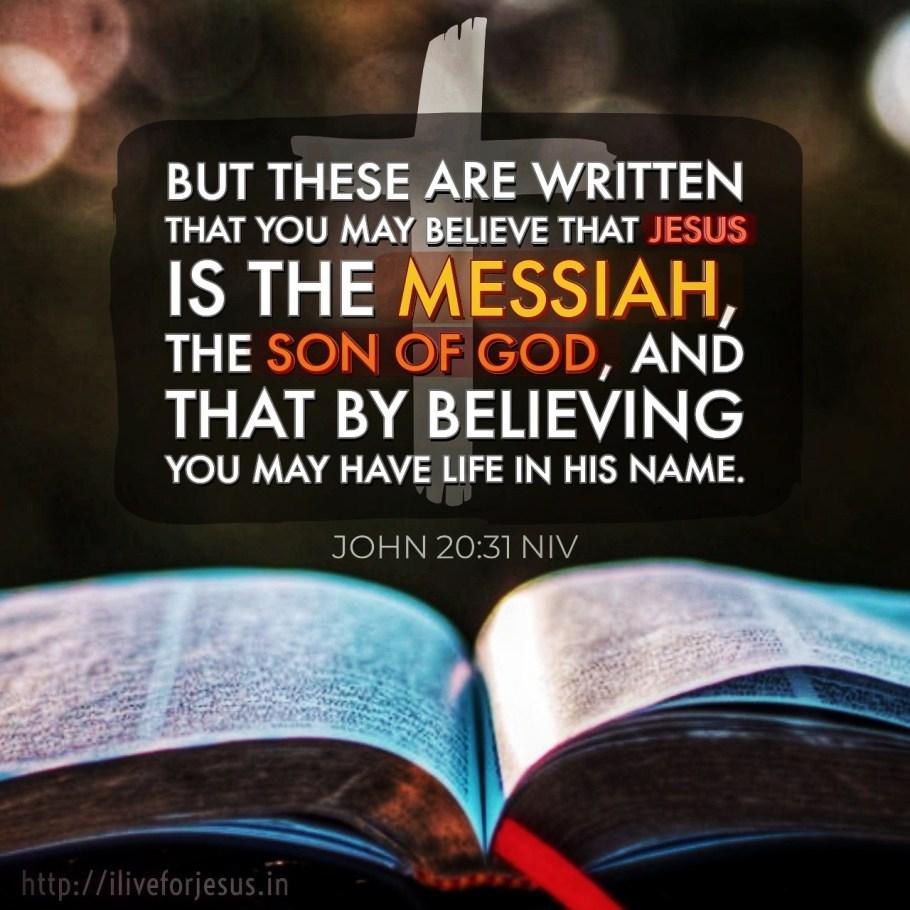 BUT THESE ARE WRITTEN
THAT YOU MAY BELIEVE THAT JESUS
IS THE MESSIAH,
THE SON OF GOD, AND
THAT BY BELIEVING
YOU MAY HAVE LIFE IN HIS NAME.
JOHN 20:31 NIV
http://iliveforjesus.in